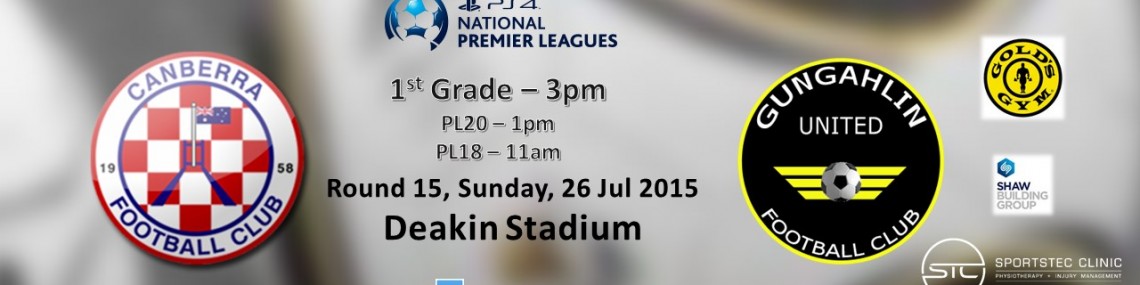 PS4
NATIONAL
PREMIER LEAGUES
CANBERRA
19 58
FOOTBALL CLUB
1st Grade – 3pm
PL20 – 1pm
PL18 – 11am
Round 15, Sunday, 26 Jul 2015
Deakin Stadium
GUNGAHLIN
UNITED
FOOTBALL CLUB
GOLD'S
GYM
SHAW
BUILDING
GROUP
STC
SPORTSTEC CLINIC
PHYSIOTHERAPY + INJURY MANAGEMENT